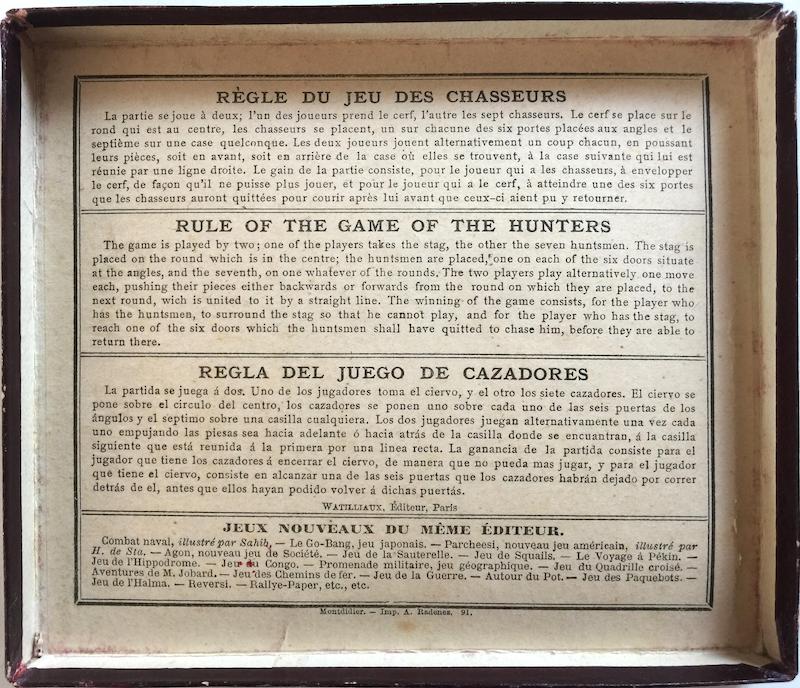 RÈGLE DU JEU DES CHASSEURS
La partie se joue à deux; l'un des joueurs prend le cerf, l'autre les sept chasseurs. Le cerf se place sur le
rond qui est au centre, les chasseurs se placent, un sur chacune des six portes placées aux angles et le
septième sur une case quelconque. Les deux joueurs jouent alternativement un coup chacun, en poussant
leurs pièces, soit en avant, soit en arrière de la case où elles se trouvent, à la case suivante qui lui est
réunie par une ligne droite. Le gain de la partie consiste, pour le joueur qui a les chasseurs, à envelopper
le cerf, de façon qu'il ne puisse plus jouer, et pour le joueur qui a le cerf, à atteindre une des six portes
que les chasseurs auront quittées pour courir après lui avant que ceux-ci aient pu y retourner.
RULE OF THE GAME OF THE HUNTERS
The game is played by two; one of the players takes the stag, the other the seven huntsmen. The stag is
placed on the round which is in the centre; the huntsmen are placed, one on each of the six doors situate
at the angles, and the seventh, on one whatever of the rounds. The two players play alternatively one move
each, pushing their pieces either backwards or forwards from the round on which they are placed, to the
next round, wich is united to it by a straight line. The winning of the game consists, for the player who
has the huntsmen, to surround the stag so that he cannot play, and for the player who has the stag, to
reach one of the six doors which the huntsmen shall have quitted to chase him, before they are able to
return there.
REGLA DEL JUEGO DE CAZADORES
La partida se juega á dos. Uno de los jugadores toma el ciervo, y el otro los siete cazadores. El ciervo se
pone sobre el circulo del centro, los cazadores se ponen uno sobre cada uno de las seis puertas de los
ángulos y el septimo sobre una casilla cualquiera. Los dos jugadores juegan alternativamente una vez cada
uno empujando las piesas sea hacia adelante ó hacia atrás de la casilla donde se encuantran, á la casilla
siguiente que está reunida á la primera por una linea recta. La ganancia de la partida consiste para el
jugador que tiene los cazadores á encerrar el ciervo, de manera que no pueda mas jugar, y para el jugador
que tiene el ciervo, consiste en alcanzar una de las seis puertas que los cazadores habrán dejado por correr
detrás de el, antes que ellos hayan podido volver á dichas puertás.
WATILLIAUX, Éditeur, Paris
JEUX NOUVEAUX DU MÊME ÉDITEUR.
Combat naval, illustré par Sahib, — Le Go-Bang, jeu japonais. — Parcheesi, nouveau jeu américain, illustré par
H. de Sta. — Agon, nouveau jeu de Société. — Jeu de la Sauterelle. — Jeu de Squails. — Le Voyage à Pékin. —
Jeu de l'Hippodrome. — Jeu du Congo. — Promenade militaire, jeu géographique. — Jeu du Quadrille croisé. —
Aventures de M. Jobard. — Jeu des Chemins de fer. — Jeu de la Guerre. — Autour du Pot. — Jeu des Paquebots. —
Jeu de l'Halma. — Reversi. — Rallye-Paper, etc., etc.
Montdidier. — Imp. A. Radenez, 91.